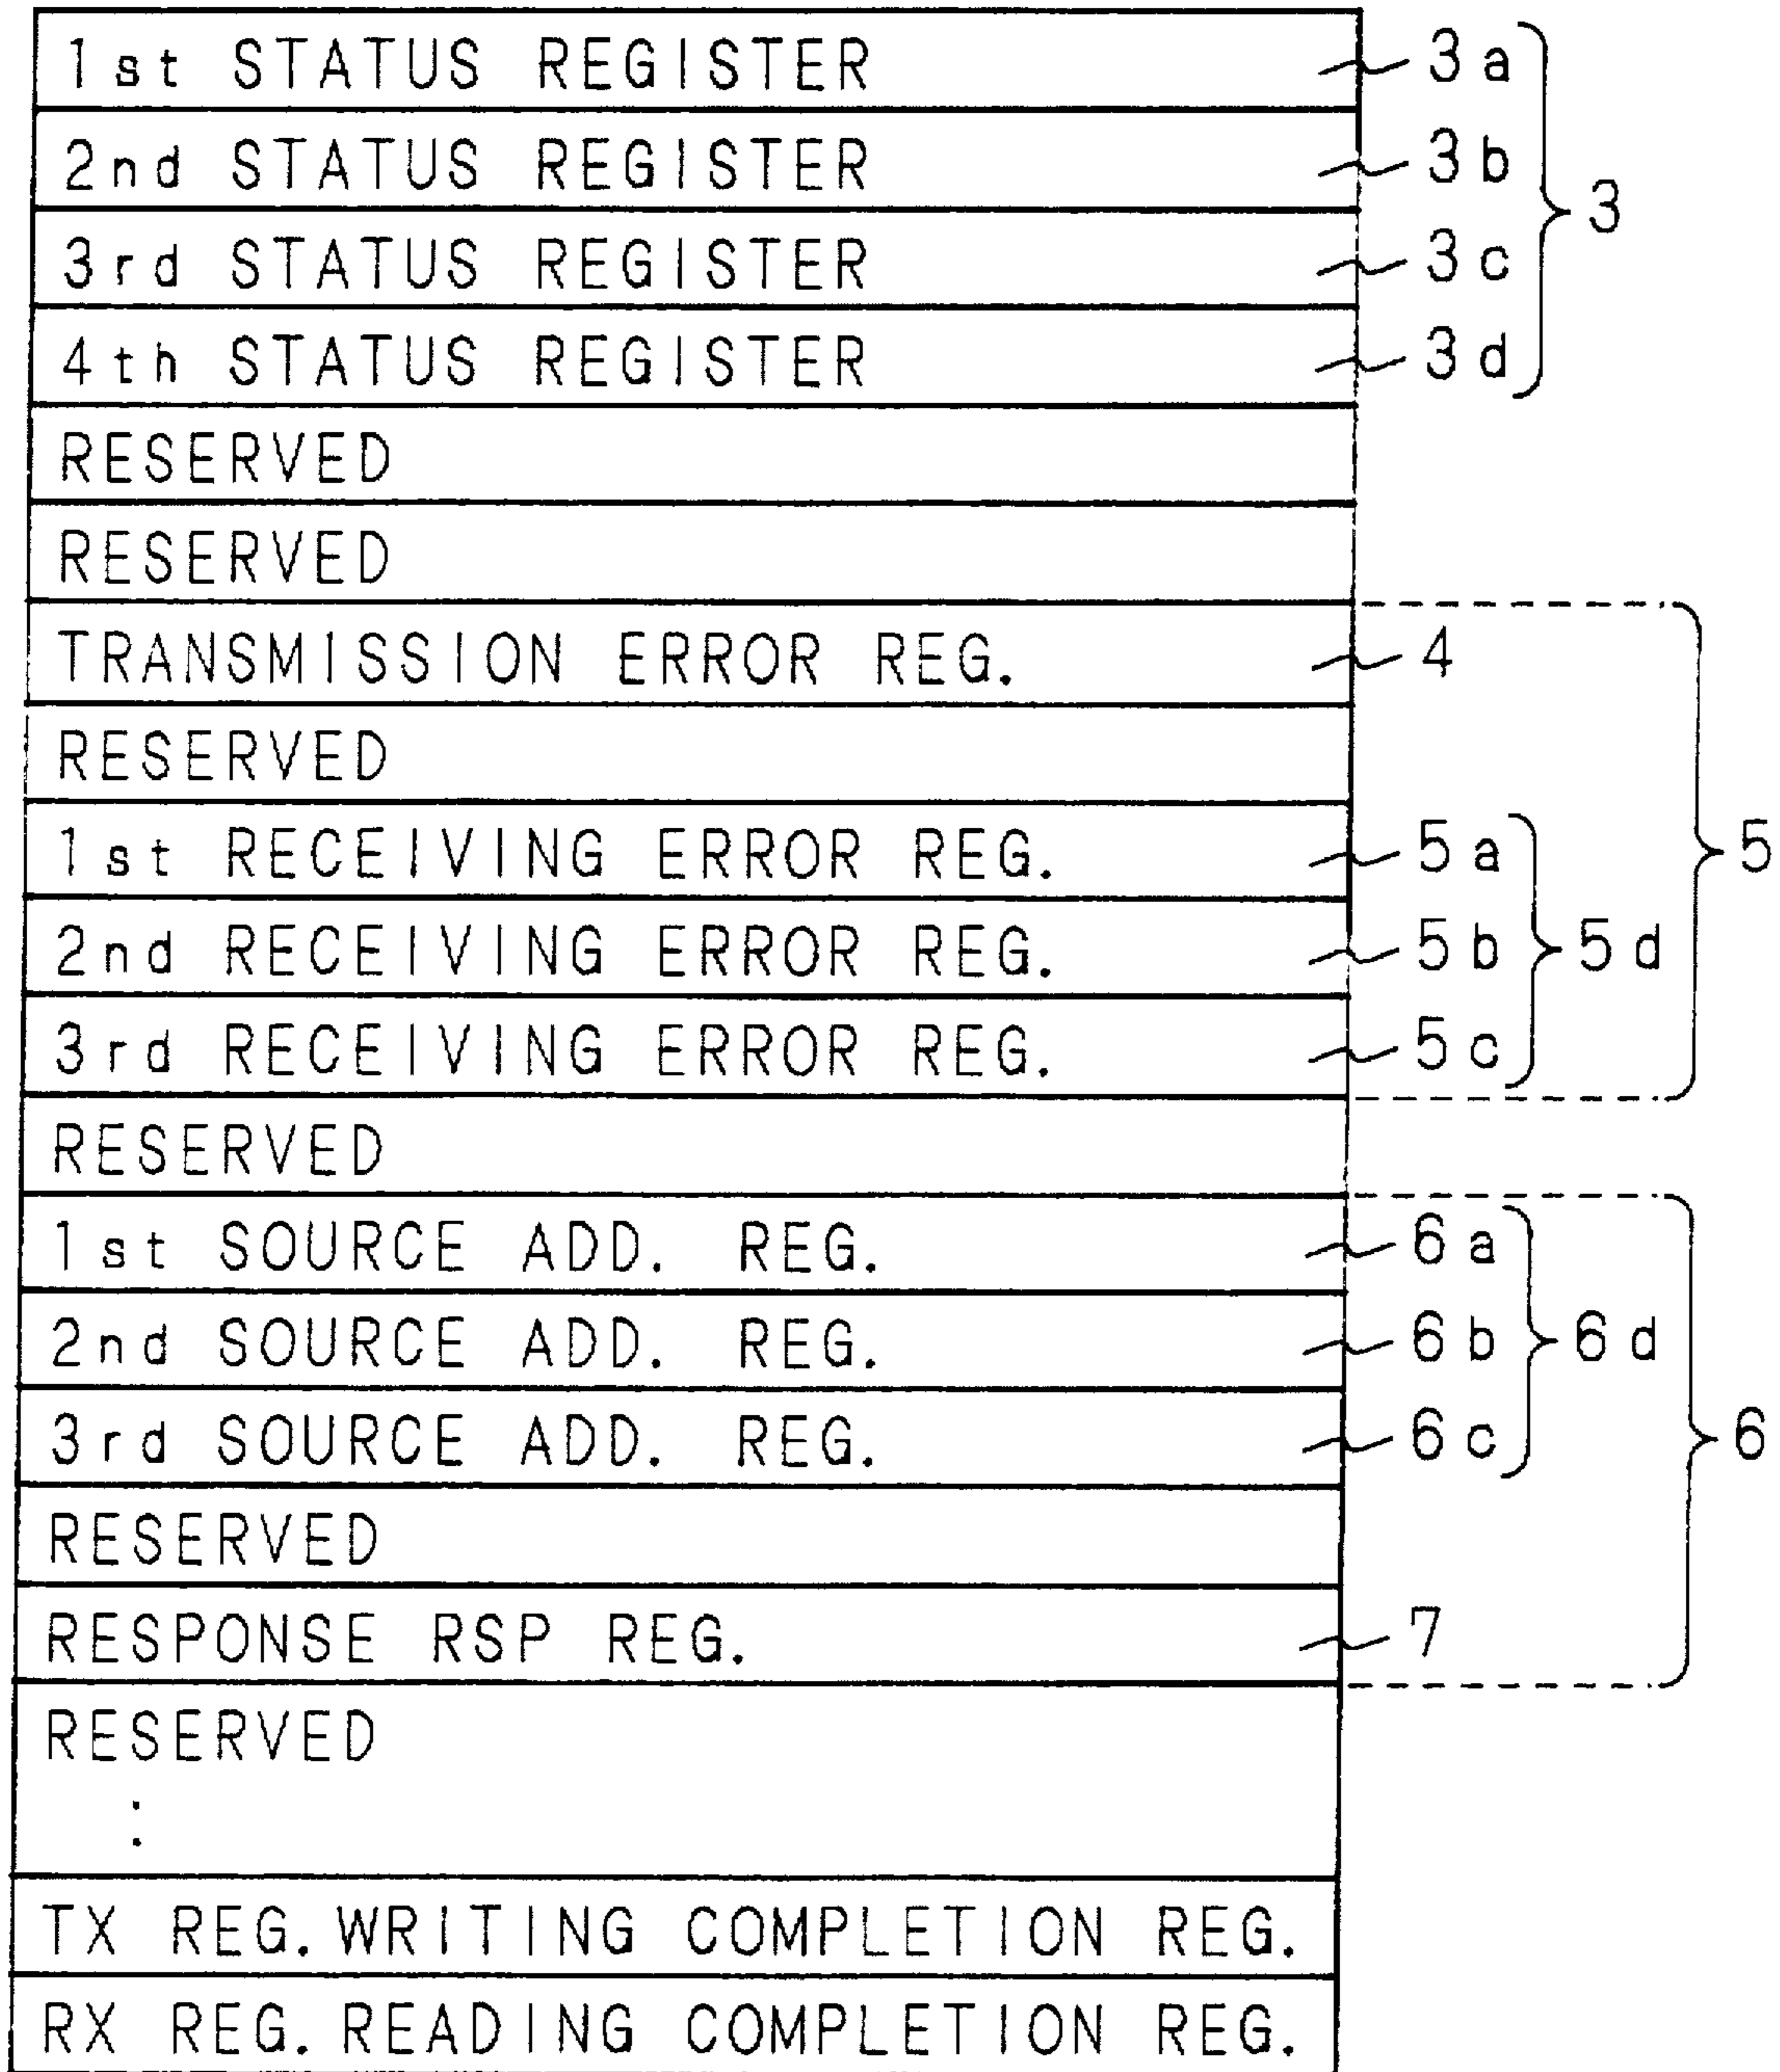 1st STATUS REGISTER 3a
2nd STATUS REGISTER 3b
3
3rd STATUS REGISTER 3c
4th STATUS REGISTER 3d
RESERVED
RESERVED
TRANSMISSION ERROR REG. 4
RESERVED
1st RECEIVING ERROR REG. 5a 5
2nd RECEIVING ERROR REG. 5b 5d
3rd RECEIVING ERROR REG. 5c
RESERVED
1st SOURCE ADD. REG. 6a
2nd SOURCE ADD. REG. 6b 6d
3rd SOURCE ADD. REG. 6c 6
RESERVED
RESPONSE RSP REG. 7
RESERVED
:
TX REG. WRITING COMPLETION REG.
RX REG. READING COMPLETION REG.